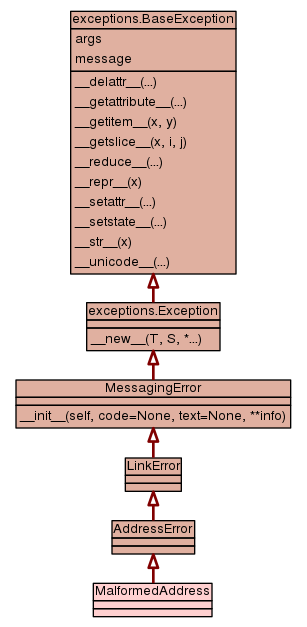 exceptions.BaseException
args
message
__delattr__(...)
__getattribute__(...)
__getitem__(x, y)
__getslice__(x, i, j)
__reduce__(...)
__repr__(x)
__setattr__(...)
__setstate__(...)
__str__(x)
__unicode__(...)
exceptions.Exception
__new__(T, S, *...)
MessagingError
__init__(self, code=None, text=None, **info)
LinkError
AddressError
MalformedAddress